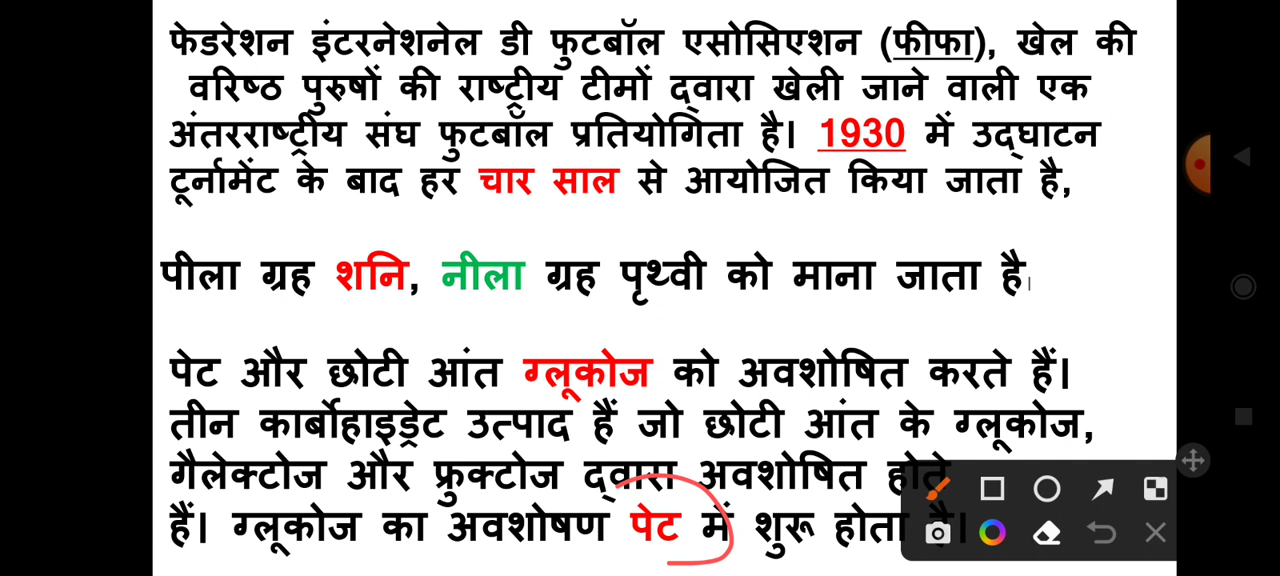 फेडरेशन इंटरनेशनेल डी फुटबॉल एसोसिएशन (फीफा), खेल की
वरिष्ठ पुरुषों की राष्ट्रीय टीमों द्वारा खेली जाने वाली एक
अंतरराष्ट्रीय संघ फुटबॉल प्रतियोगिता है। 1930 में उद्घाटन
टूर्नामेंट के बाद हर चार साल से आयोजित किया जाता है,
पीला ग्रह शनि, नीला ग्रह पृथ्वी को माना जाता है।
पेट और छोटी आंत ग्लूकोज को अवशोषित करते हैं।
तीन कार्बोहाइड्रेट उत्पाद हैं जो छोटी आंत के ग्लूकोज,
गैलेक्टोज और फ्रुक्टोज द्वारा अवशोषित होते
हैं। ग्लूकोज का अवशोषण पेट में शुरू होता है।